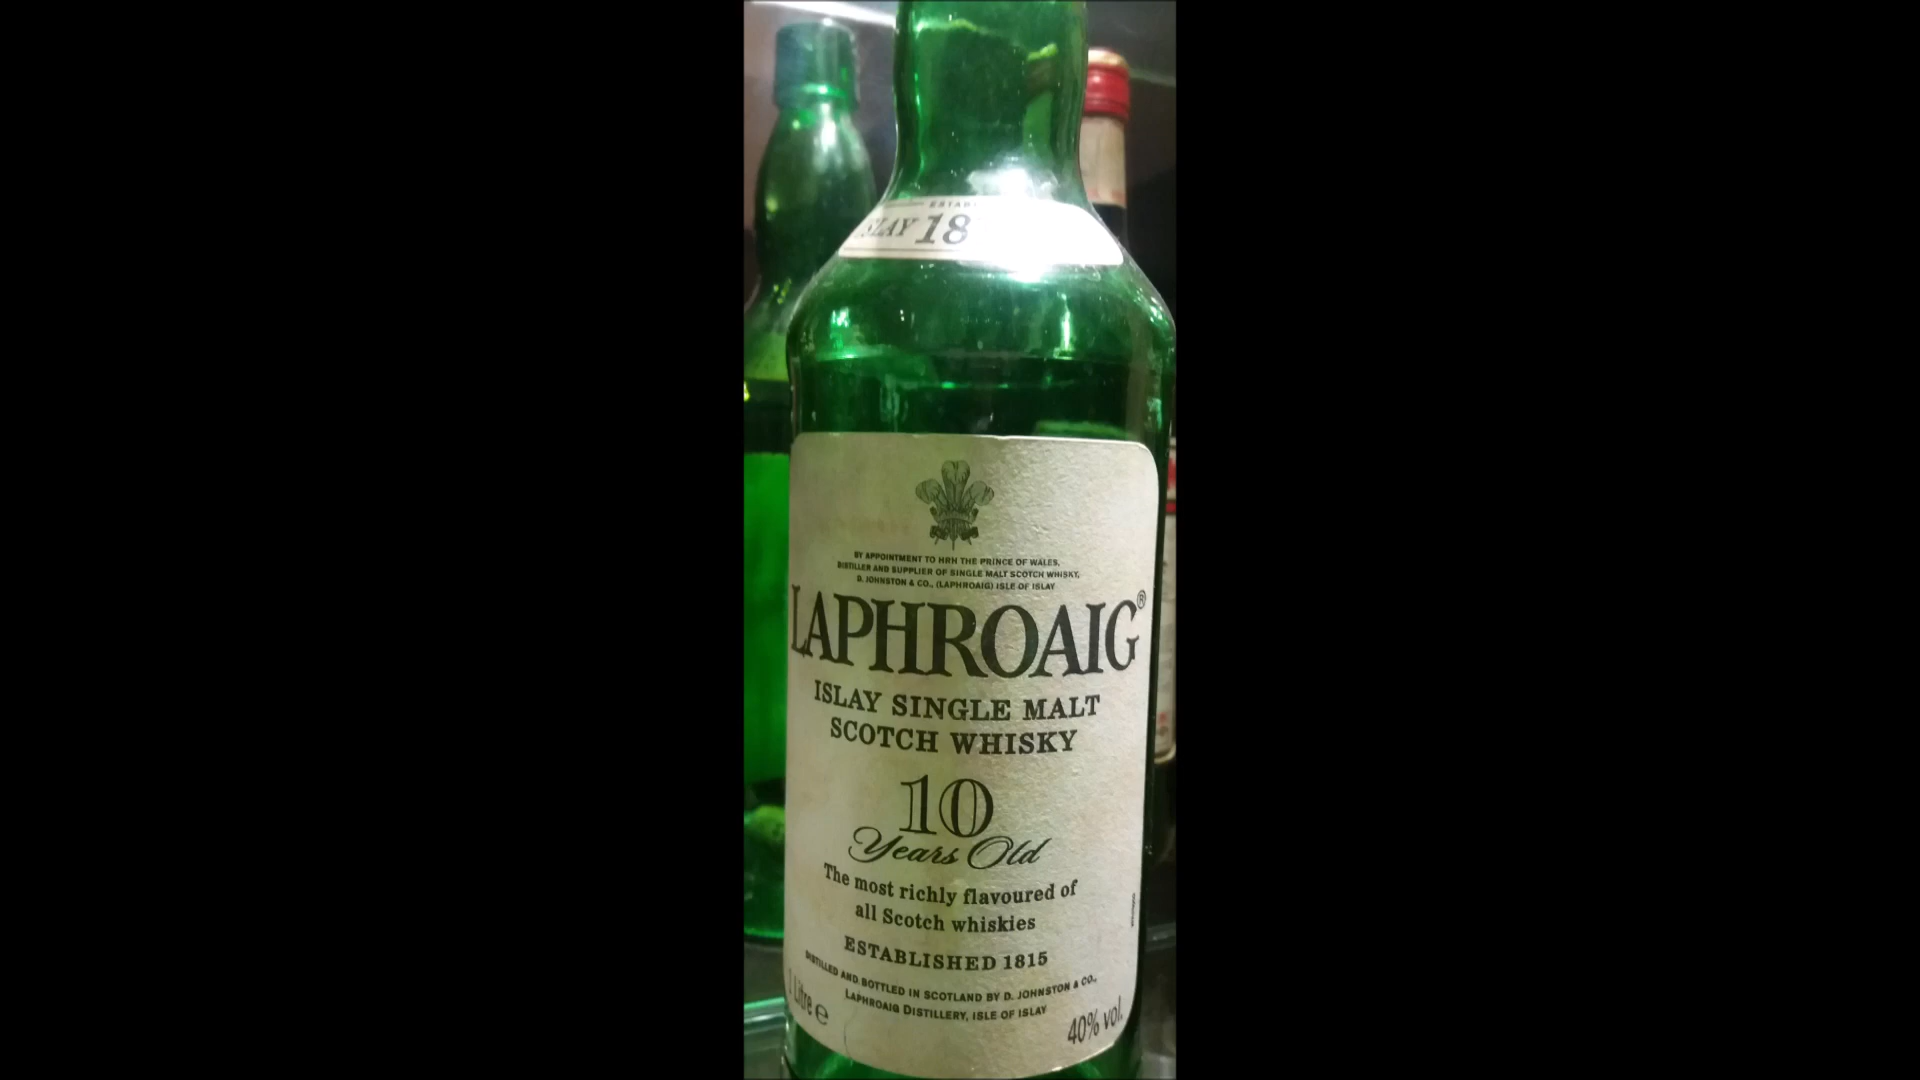 ISLAY 18
BY APPOINTMENT TO HRH THE PRINCE OF WALES,
DISTILLER AND SUPPLIER OF SINGLE MALT SCOTCH WHISKY,
D. JOHNSTON & CO., (LAPHROAIG) ISLE OF ISLAY
LAPHROAIG®
ISLAY SINGLE MALT
SCOTCH WHISKY
10
Years Old
The most richly flavoured of
all Scotch whiskies
ESTABLISHED 1815
DISTILLED AND BOTTLED IN SCOTLAND BY D. JOHNSTON & CO.,
LAPHROAIG DISTILLERY, ISLE OF ISLAY
1 Litre ℮
40% vol.